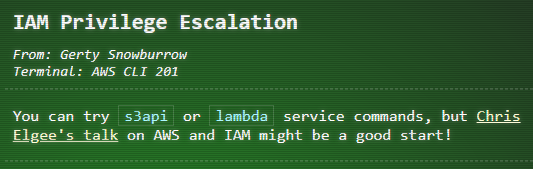 IAM Privilege Escalation
From: Gerty Snowburrow
Terminal: AWS CLI 201
You can try s3api or lambda service commands, but Chris
Elgee's talk on AWS and IAM might be a good start!